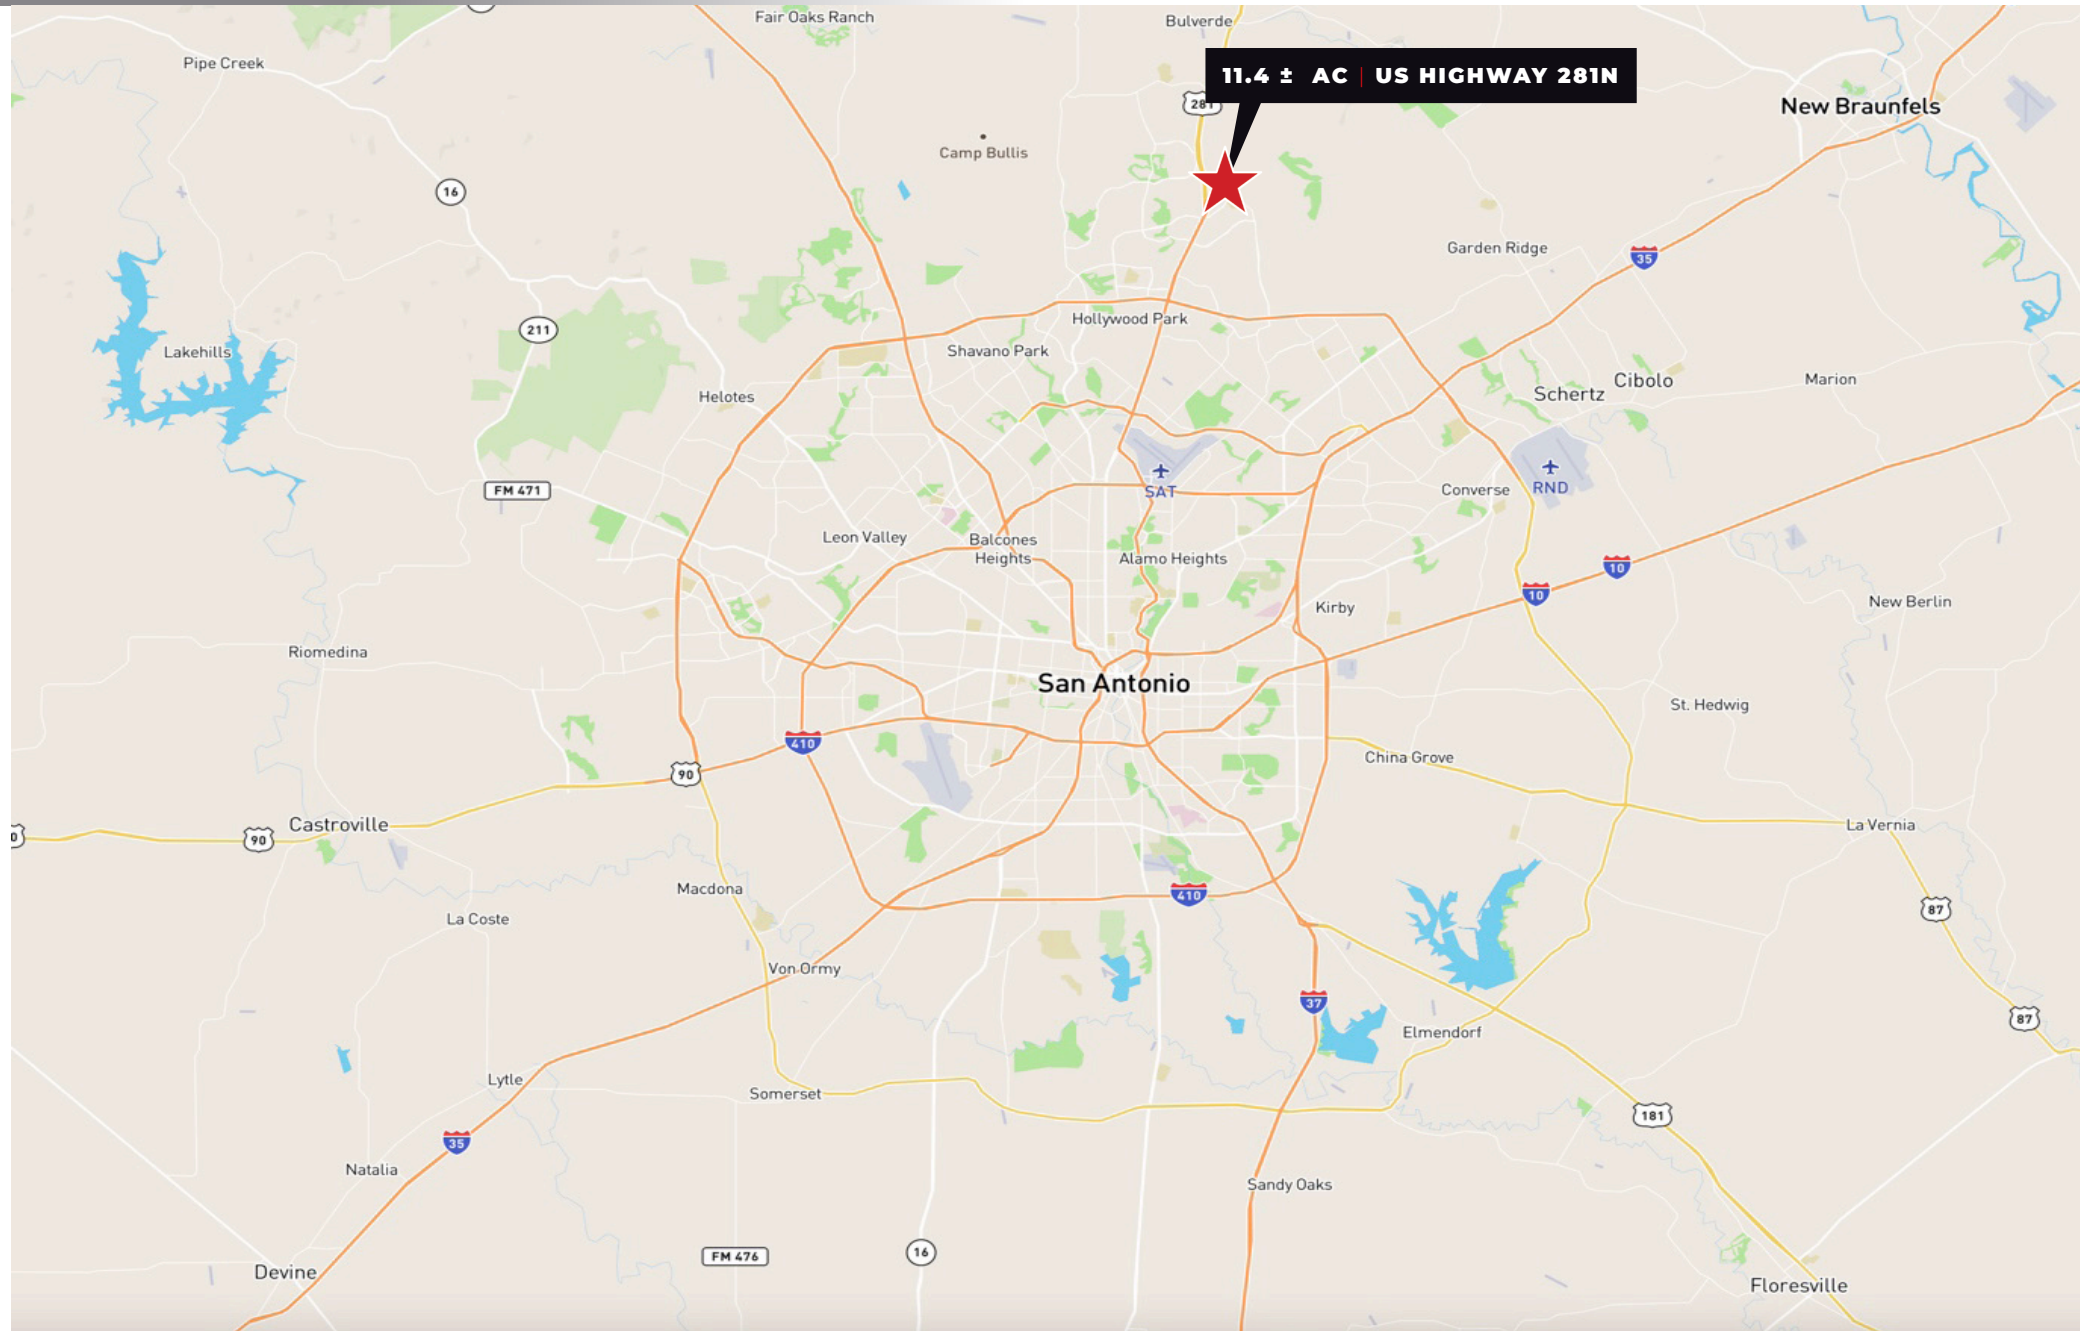 Fair Oaks Ranch
Bulverde
Pipe Creek
11.4 ± AC | US HIGHWAY 281N
281
New Braunfels
Camp Bullis
16
Garden Ridge
35
Hollywood Park
211
Shavano Park
Lakehills
Cibolo
Marion
Schertz
Helotes
SAT
RND
Converse
FM 471
Leon Valley
Balcones
Heights
Alamo Heights
10
10
New Berlin
Kirby
Riomedina
San Antonio
St. Hedwig
410
China Grove
90
Castroville
La Vernia
0
90
Macdona
410
87
La Coste
Von Ormy
37
87
Elmendorf
Lytle
Somerset
181
35
Natalia
Sandy Oaks
16
FM 476
Devine
Floresville